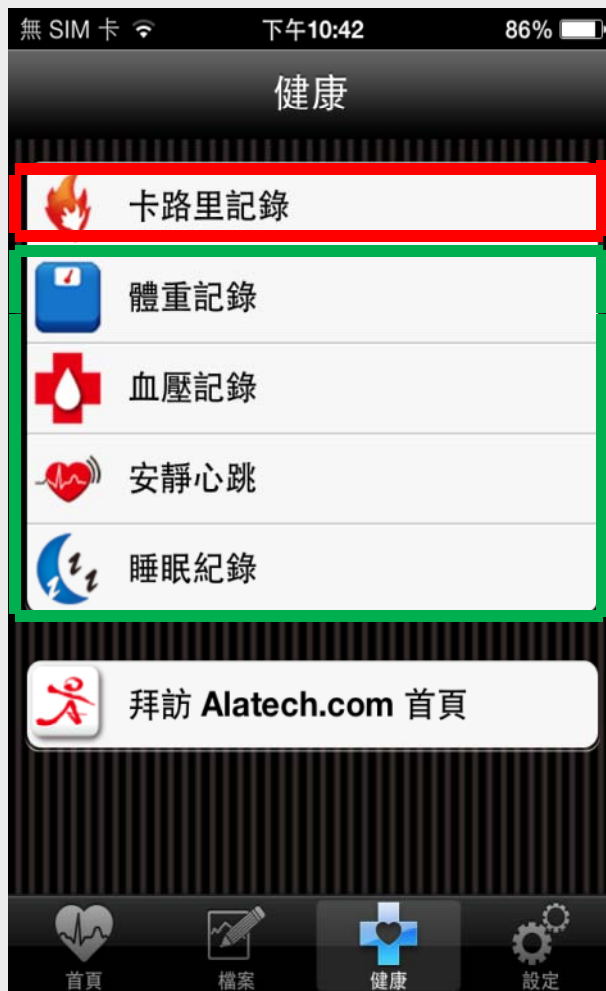 無 SIM 卡 下午10:42 86%
健康
卡路里記錄
體重記錄
血壓記錄
安靜心跳
睡眠紀錄
拜訪 Alatech.com 首頁
首頁 檔案 健康 設定